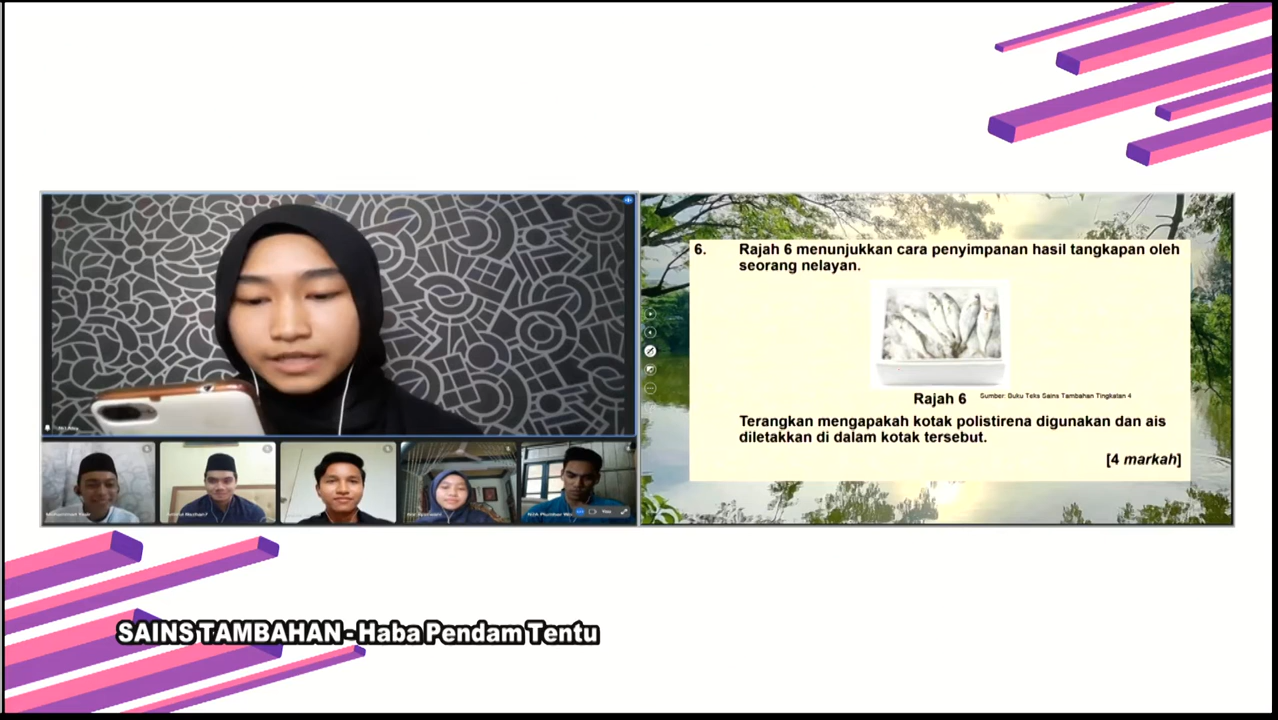 6. Rajah 6 menunjukkan cara penyimpanan hasil tangkapan oleh
seorang nelayan.
Rajah 6
Sumber: Buku Teks Sains Tambahan Tingkatan 4
Terangkan mengapakah kotak polistirena digunakan dan ais
diletakkan di dalam kotak tersebut.
[4 markah]
SAINS TAMBAHAN - Haba Pendam Tentu